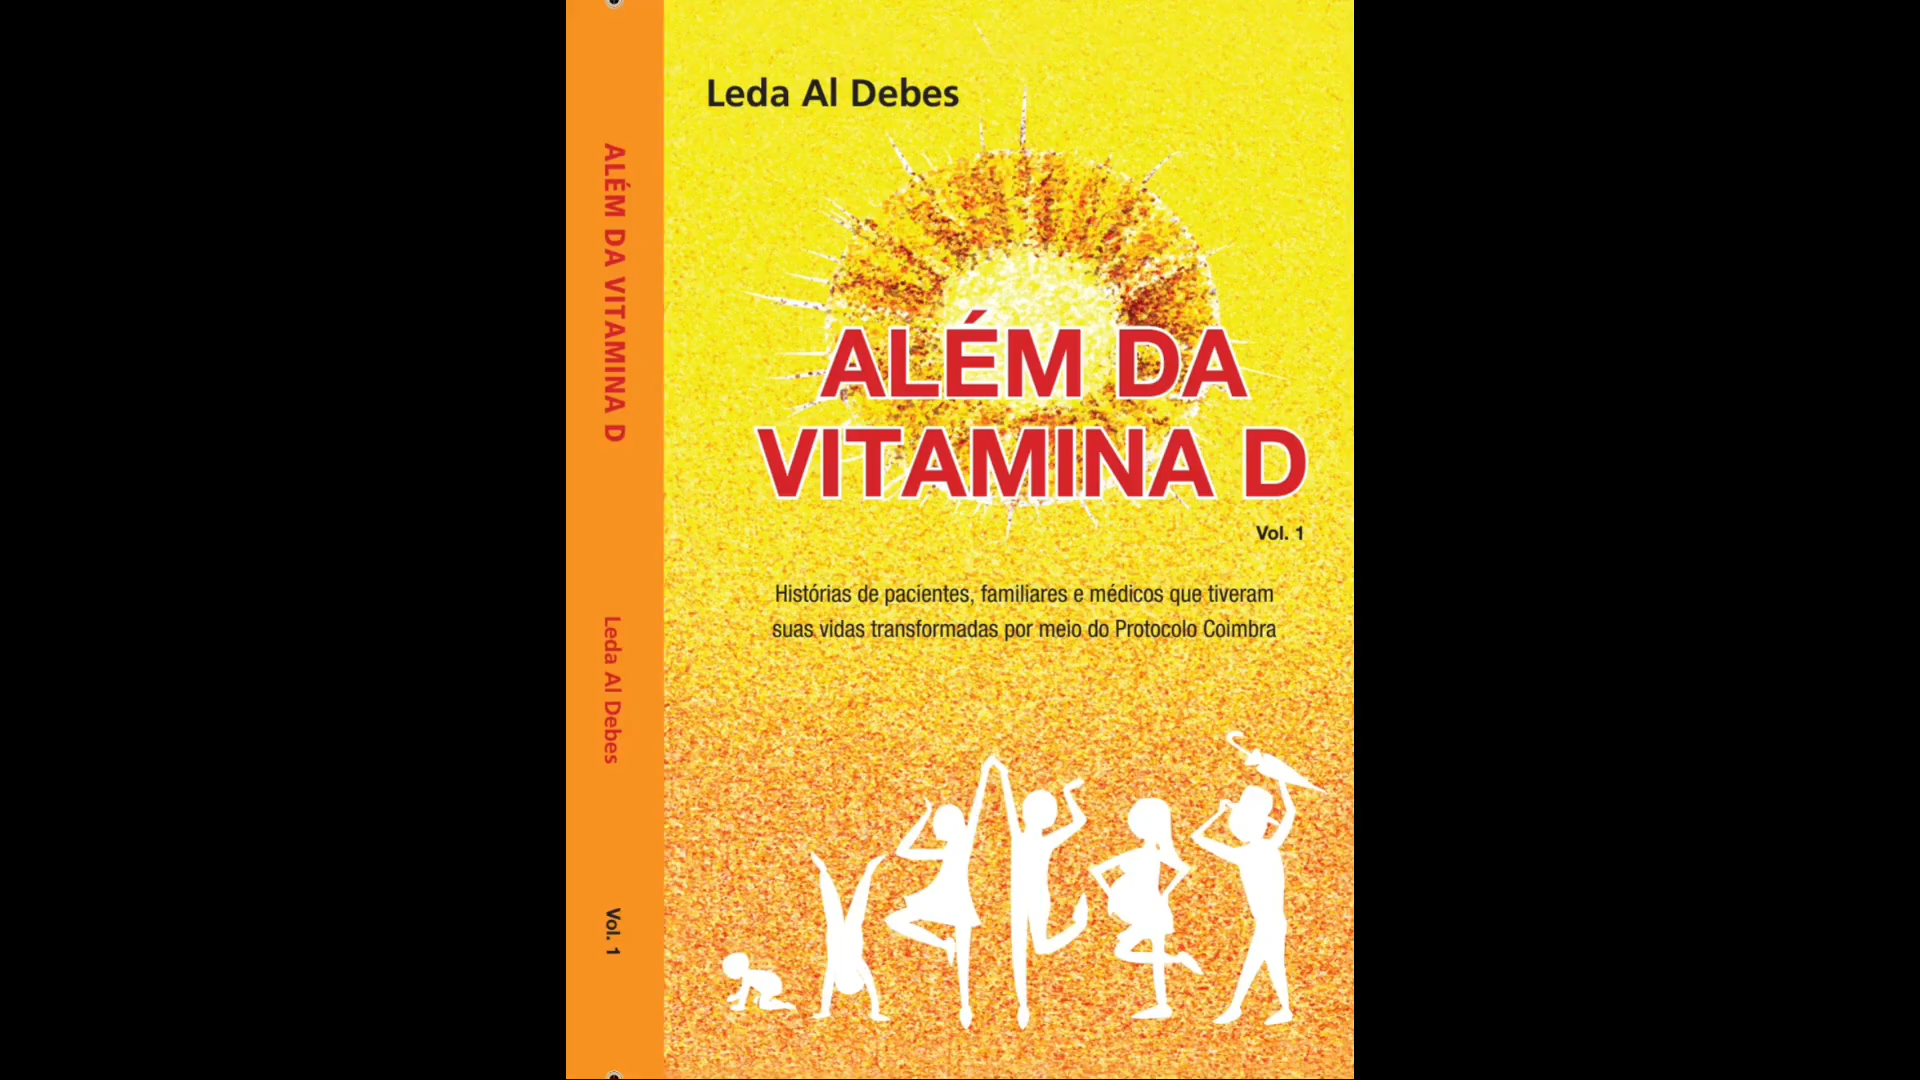 ALÉM DA VITAMINA D
Leda Al Debes
Vol. 1
Leda Al Debes
ALÉM DA
VITAMINA D
Vol. 1
Histórias de pacientes, familiares e médicos que tiveram
suas vidas transformadas por meio do Protocolo Coimbra